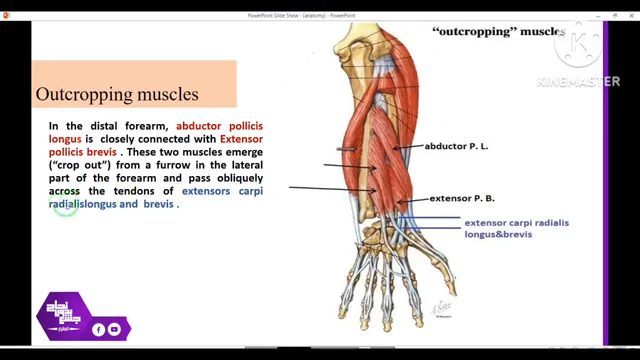 PowerPoint Slide Show - [anatomy] - PowerPoint
"outcropping" muscles
KINEMASTER
Outcropping muscles
In the distal forearm, abductor pollicis
longus is closely connected with Extensor
pollicis brevis . These two muscles emerge
("crop out") from a furrow in the lateral
part of the forearm and pass obliquely
across the tendons of extensors carpi
radialislongus and brevis .
abductor P. L.
extensor P. B.
extensor carpi radialis
longus&brevis